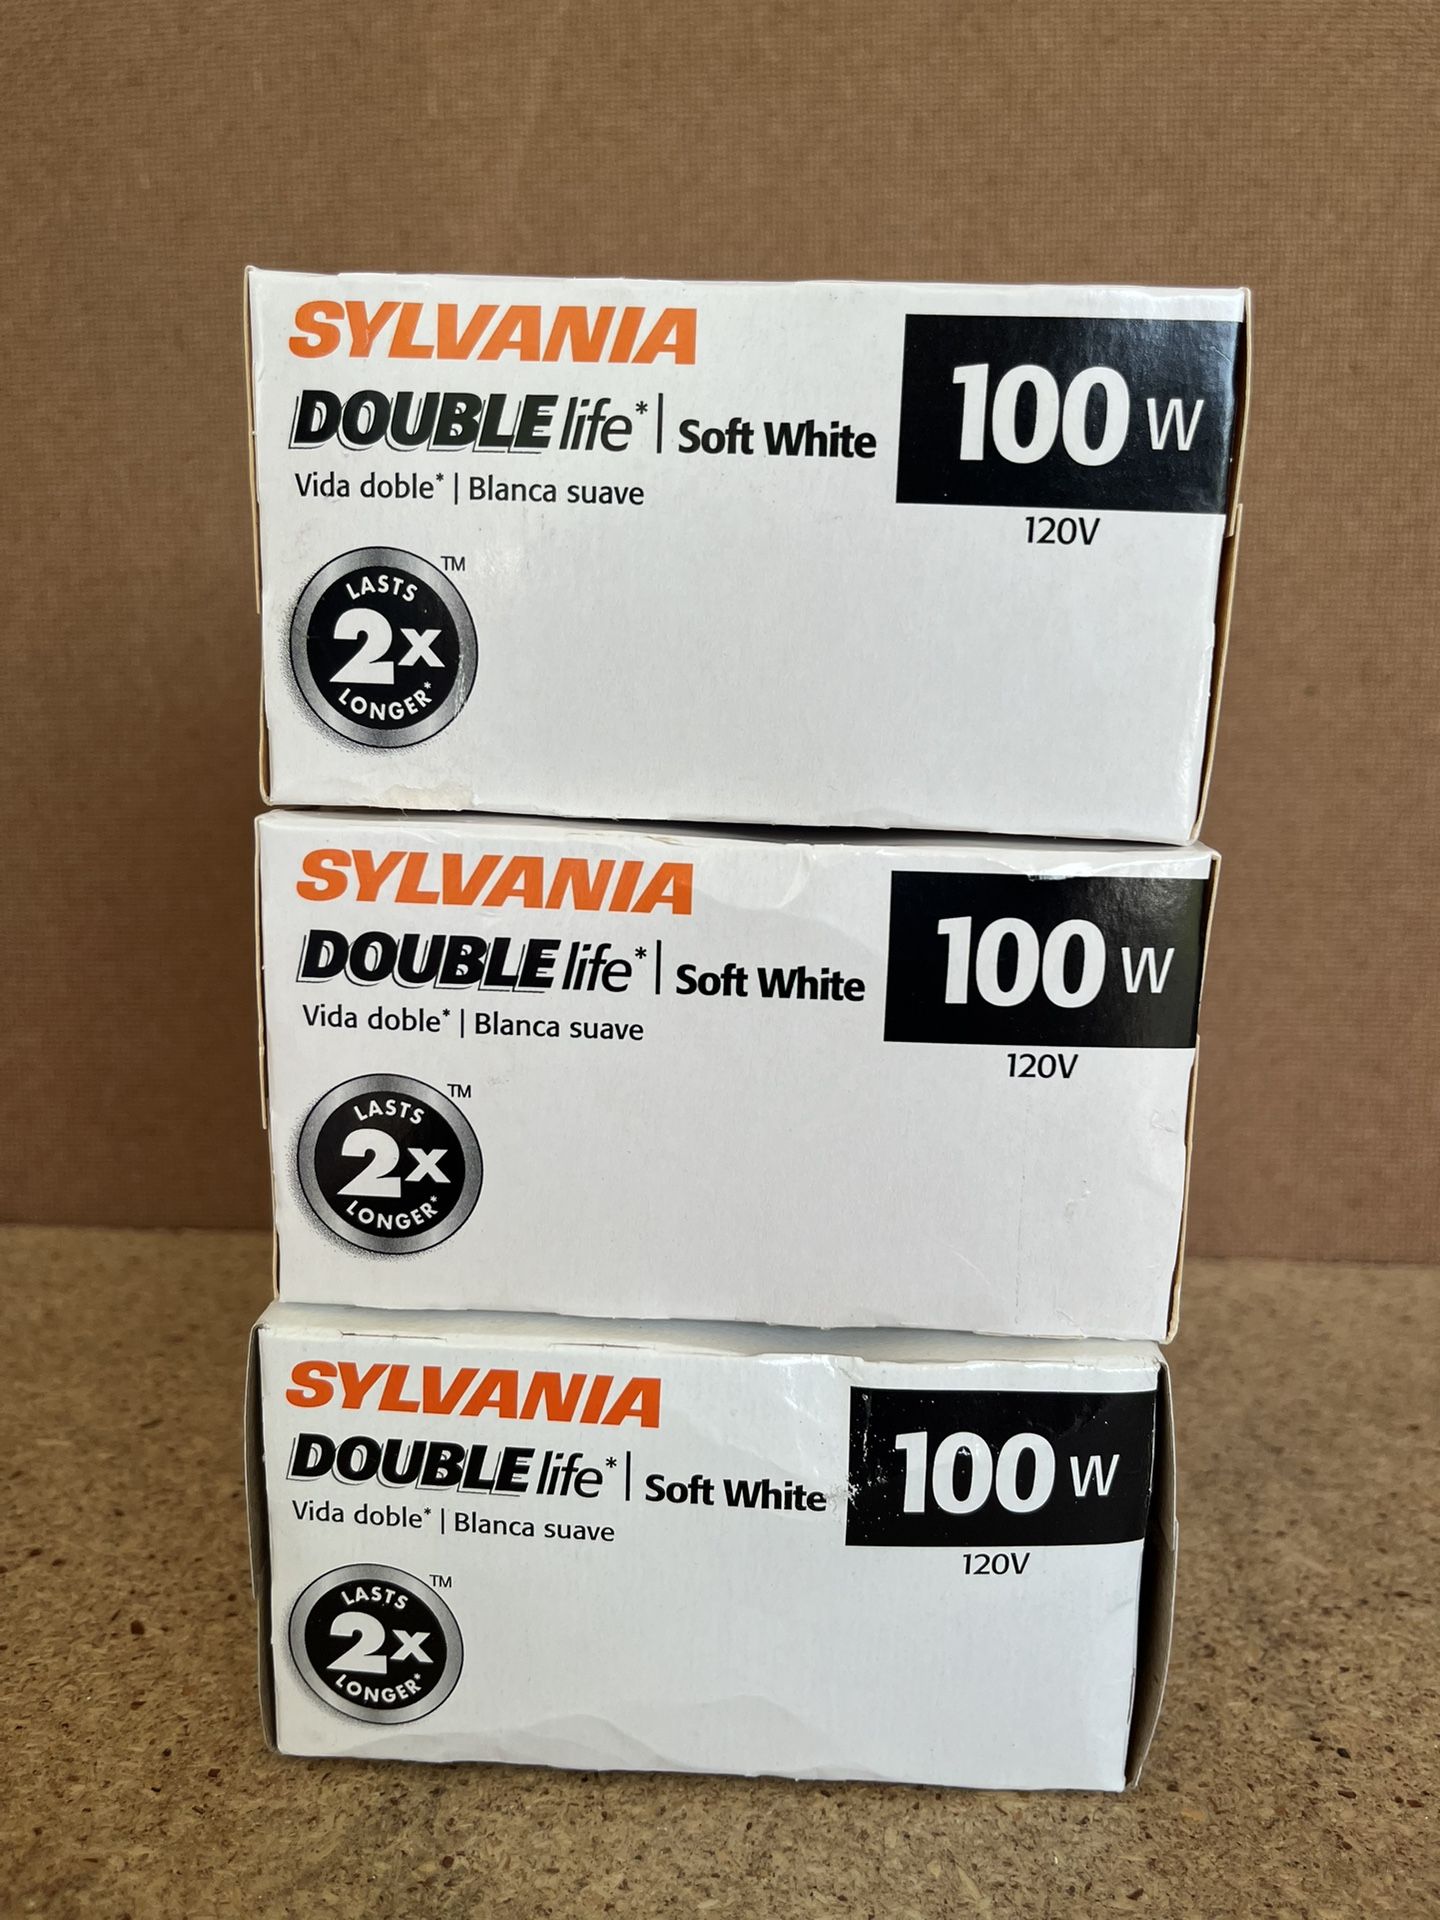 SYLVANIA
DOUBLE life* | Soft White
100 W
Vida doble* | Blanca suave
120V
LASTS
2X
LONGER*
TM
SYLVANIA
DOUBLE life* | Soft White
100 W
Vida doble* | Blanca suave
120V
LASTS
2X
LONGER*
TM
SYLVANIA
DOUBLE life* | Soft White
100 W
Vida doble* | Blanca suave
120V
LASTS
2X
LONGER*
TM